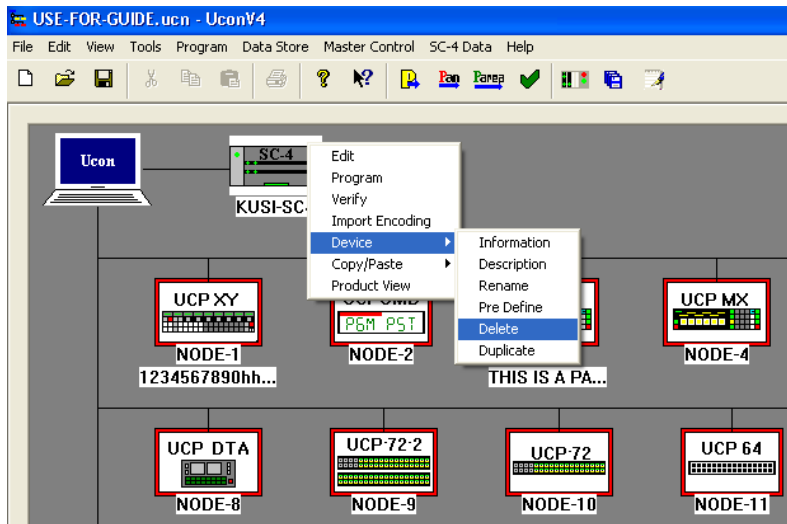 USE-FOR-GUIDE.ucn - UconV4
File Edit View Tools Program Data Store Master Control SC-4 Data Help
Pan Parep
Ucon
SC-4
KUSI-SC-
Edit
Program
Verify
Import Encoding
Device
Copy/Paste
Product View
Information
Description
Rename
Pre Define
Delete
Duplicate
UCP XY
NODE-1
1234567890hh...
PGM PST
NODE-2
THIS IS A PA...
UCP MX
NODE-4
UCP DTA
NODE-8
UCP-72-2
NODE-9
UCP-72
NODE-10
UCP 64
NODE-11